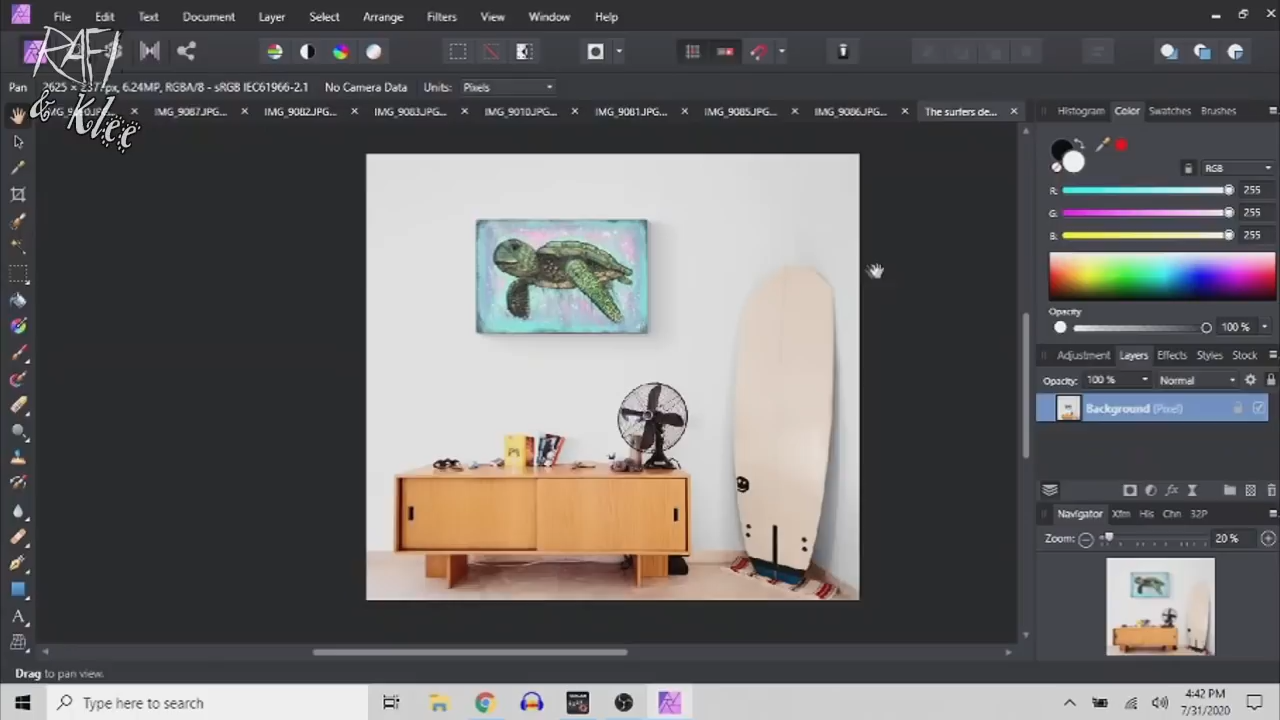 File Edit Text Document Layer Select Arrange Filters View Window Help
RAFI
& Klee
Pan 2625 × 2377px, 6.24MP, RGBA/8 - sRGB IEC61966-2.1 No Camera Data Units: Pixels
IMG_9087.JPG... IMG_9082.JPG... IMG_9083.JPG... IMG_9010.JPG... IMG_9081.JPG... IMG_9085.JPG... IMG_9086.JPG... The surfers de...
Histogram Color Swatches Brushes
RGB
R: 255
G: 255
B: 255
Opacity
100 %
Adjustment Layers Effects Styles Stock
Opacity: 100 % Normal
Background (Pixel)
Navigator Xfm His Chn 32P
Zoom: 20 %
Drag to pan view.
Type here to search
4:42 PM
7/31/2020